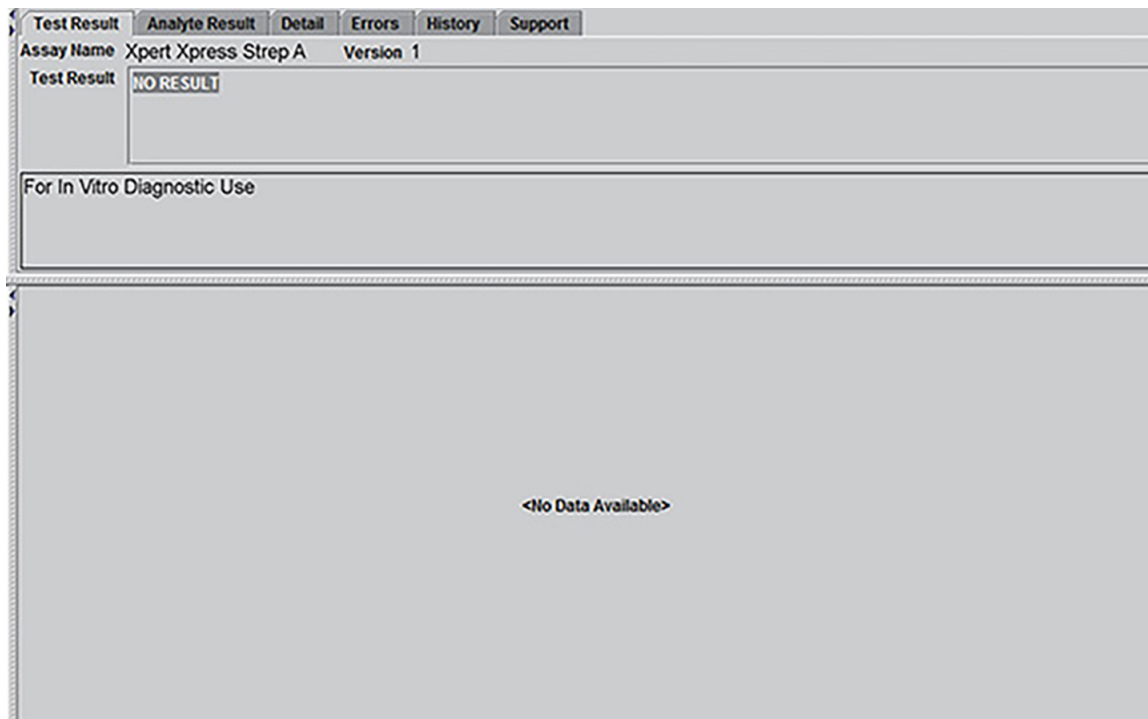 Test Result Analyte Result Detail Errors History Support
Assay Name Xpert Xpress Strep A Version 1
Test Result NO RESULT
For In Vitro Diagnostic Use
<No Data Available>